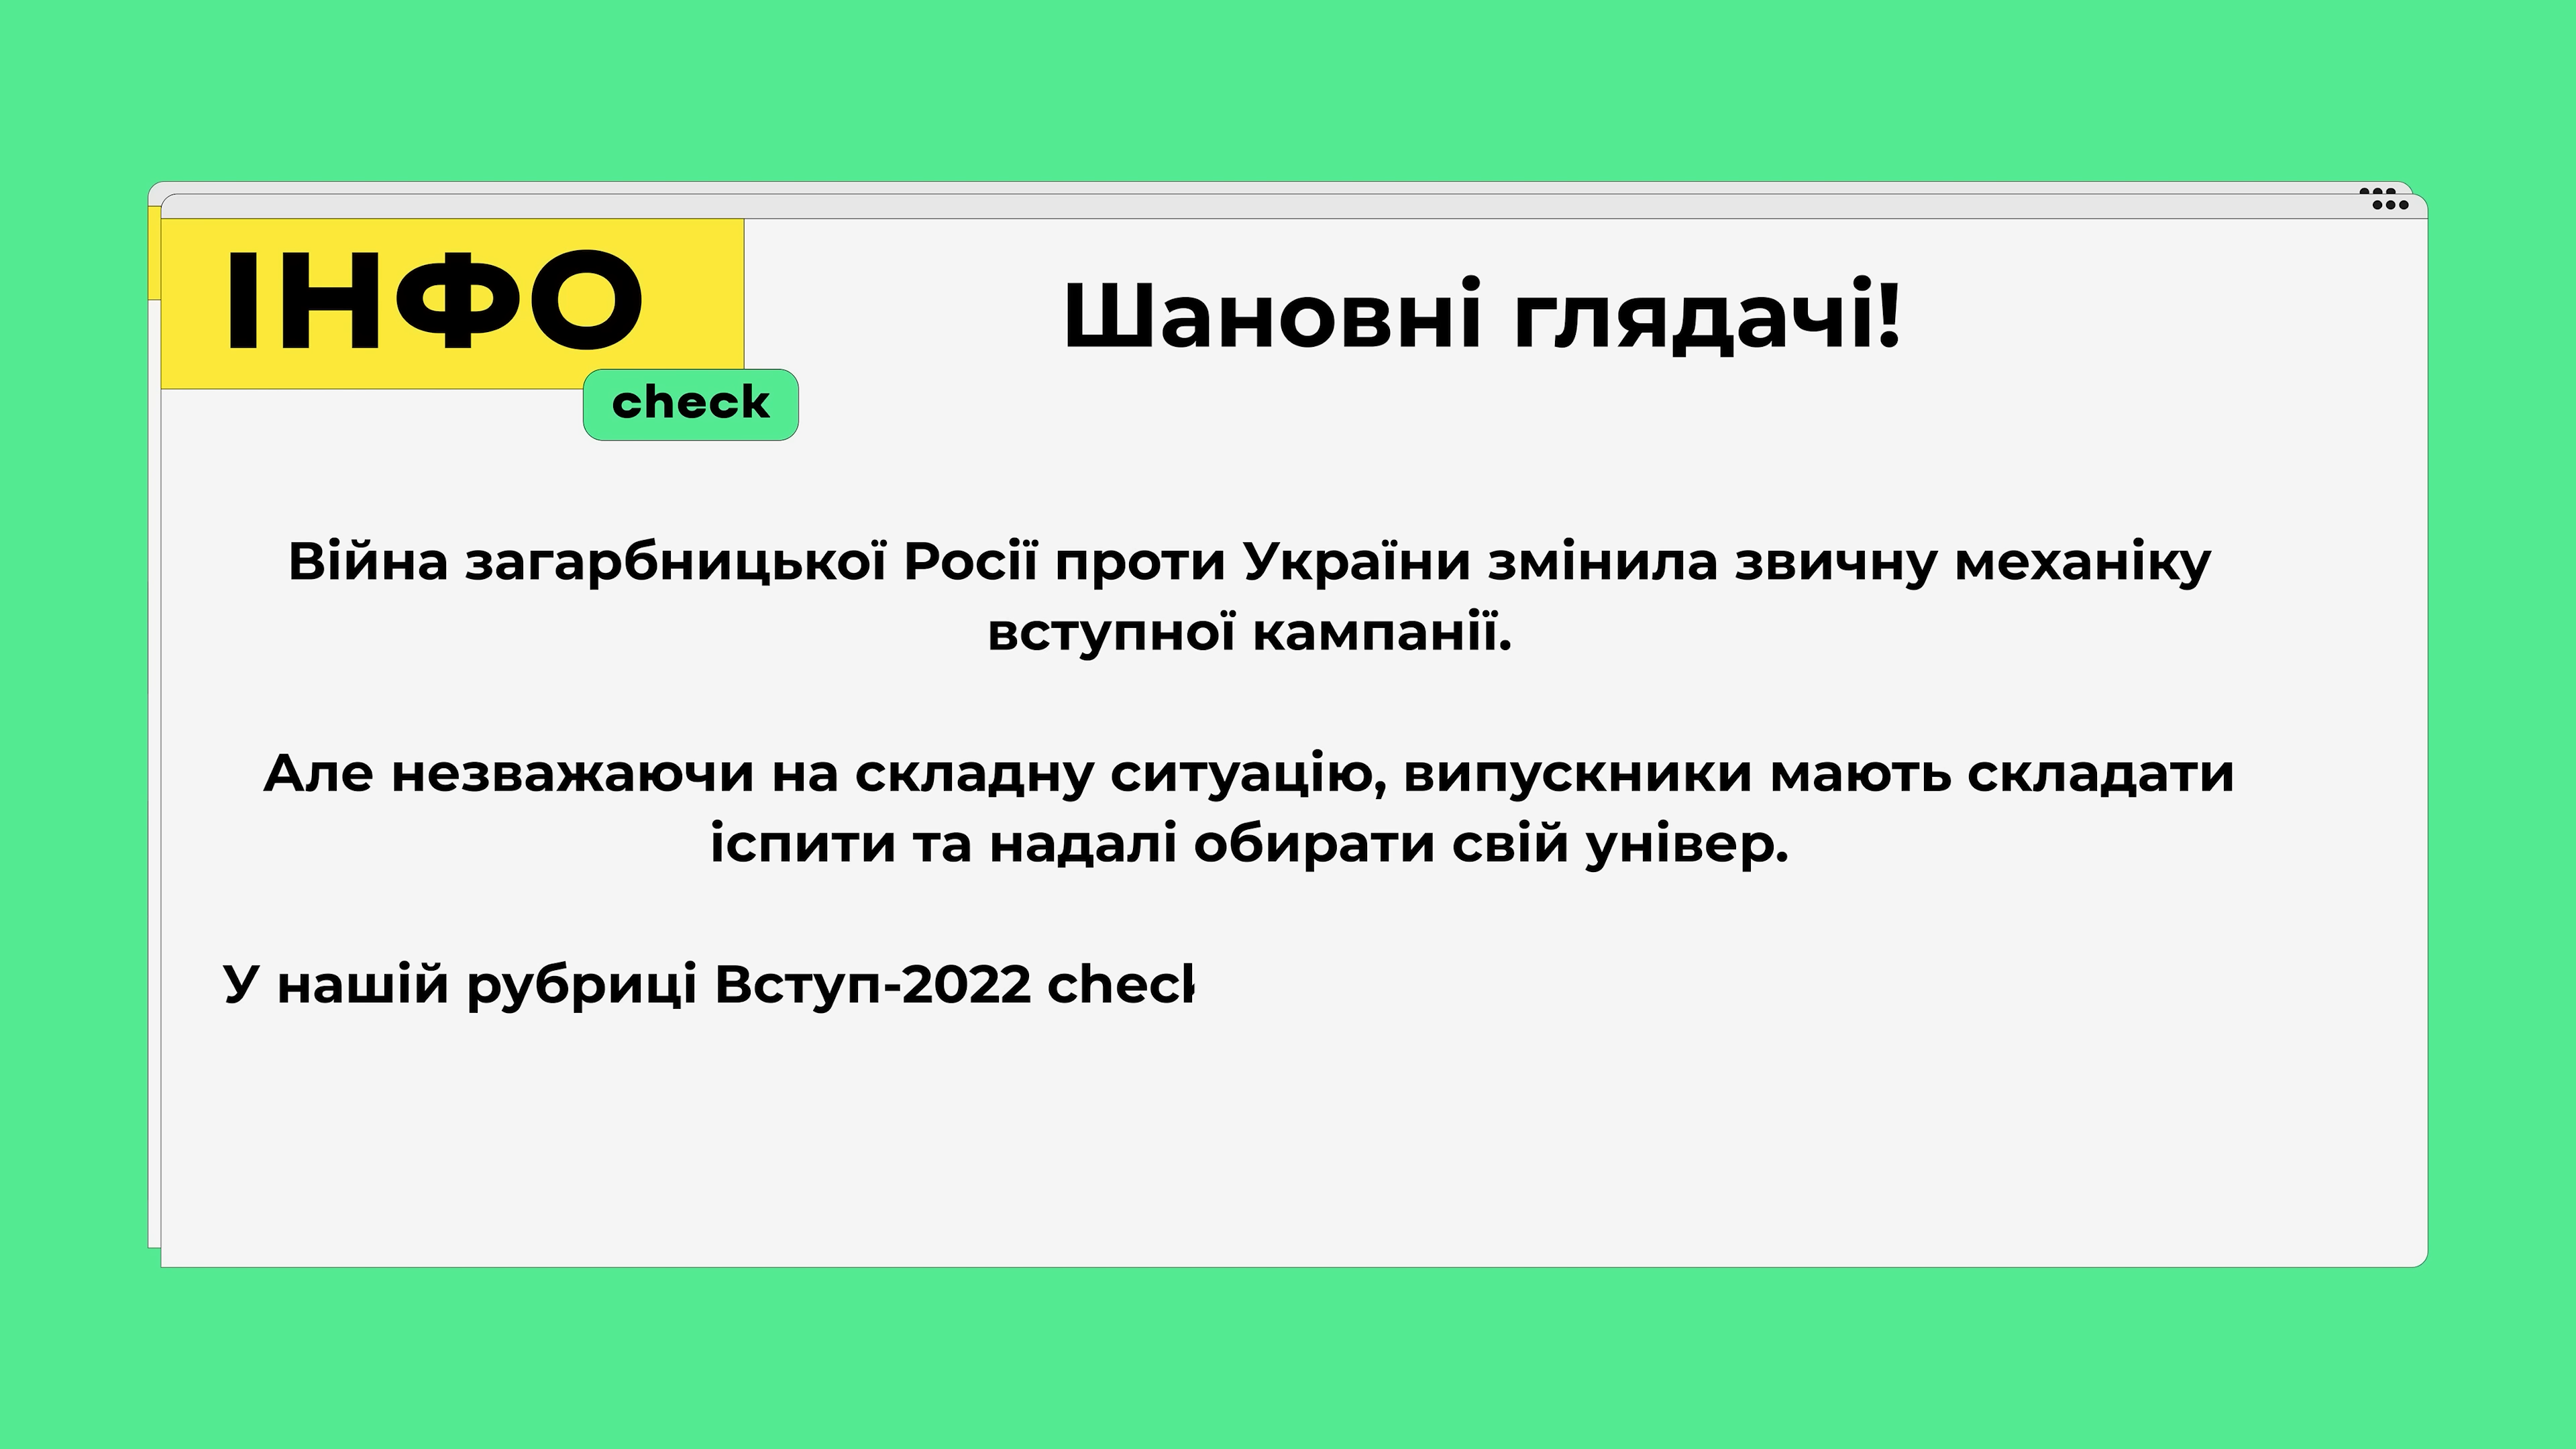 ІНФО
check
Шановні глядачі!
Війна загарбницької Росії проти України змінила звичну механіку
вступної кампанії.
Але незважаючи на складну ситуацію, випускники мають складати
іспити та надалі обирати свій універ.
У нашій рубриці Вступ-2022 check